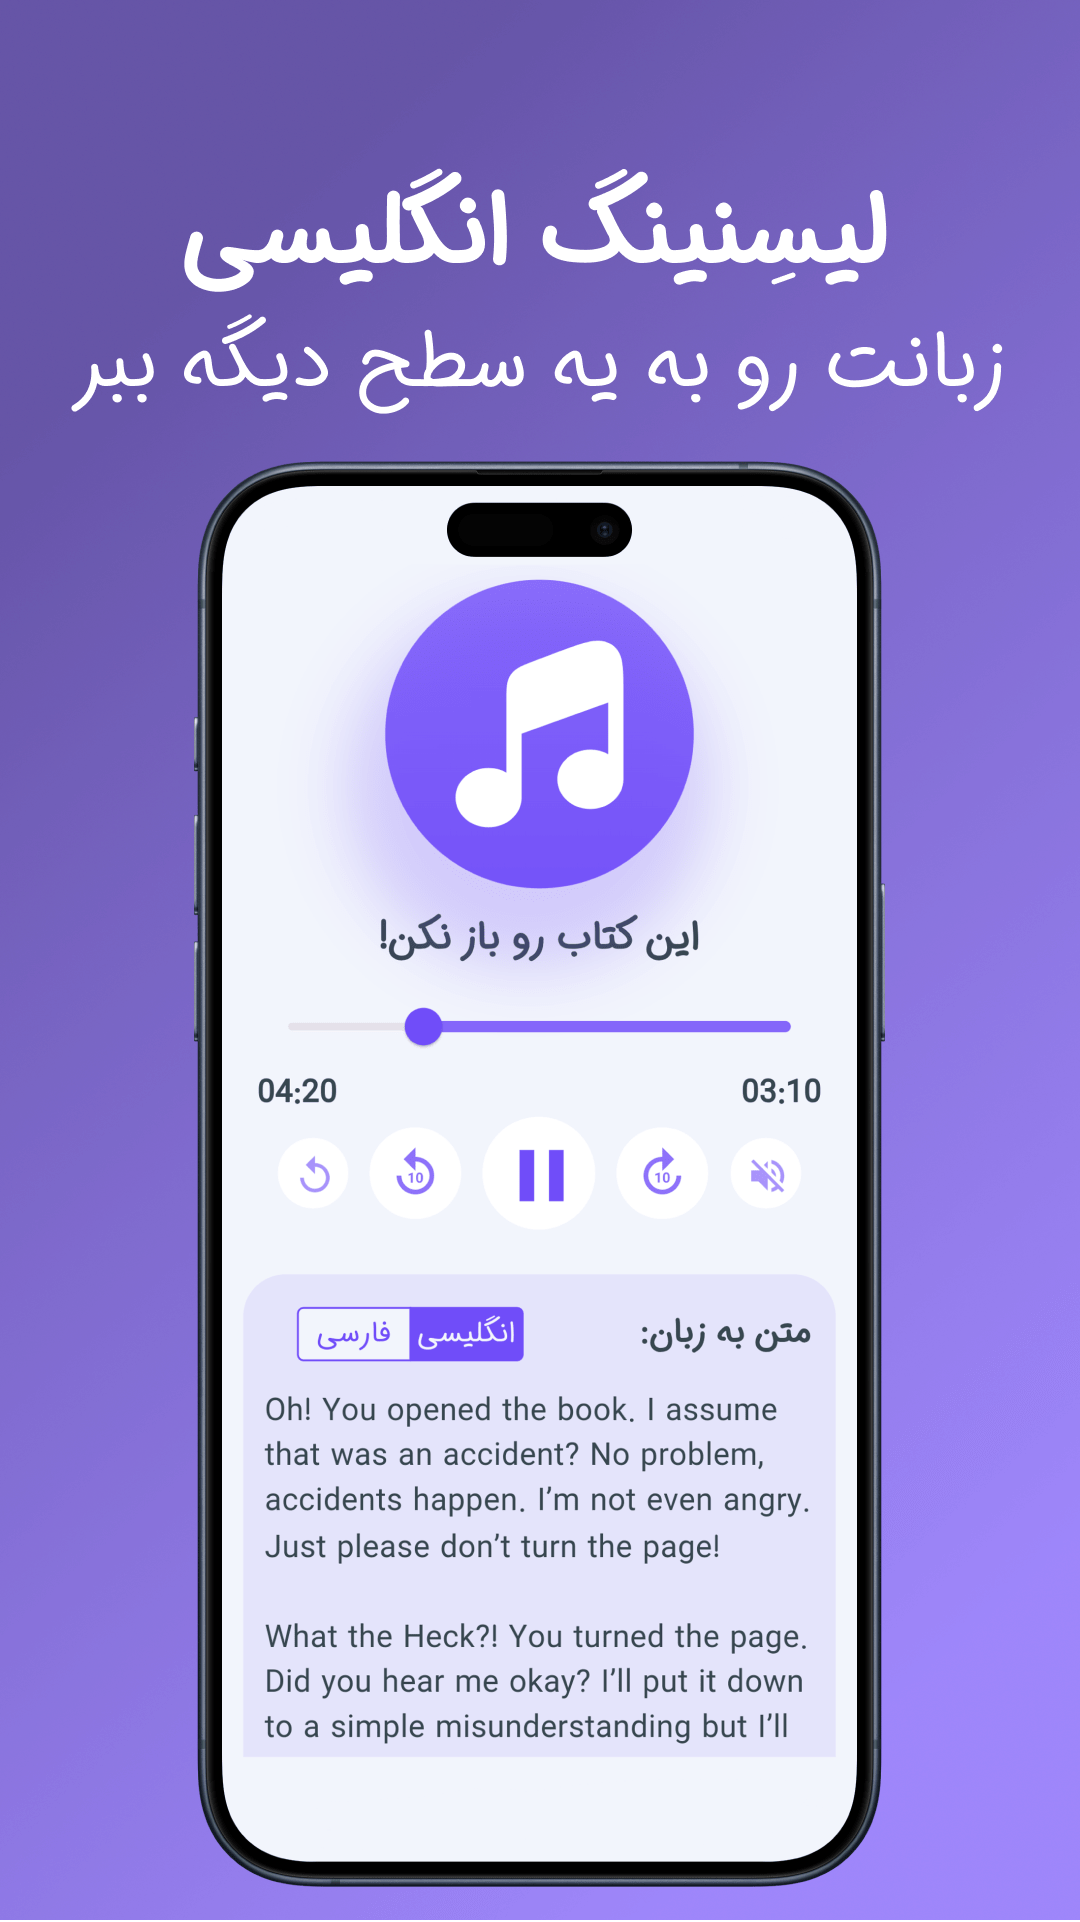 لیسِنینگ انگلیسی
زبانت رو به یه سطح دیگه ببر
این کتاب رو باز نکن!
04:20
03:10
10
10
متن به زبان:
انگلیسی
فارسی
Oh! You opened the book. I assume
that was an accident? No problem,
accidents happen. I’m not even angry.
Just please don’t turn the page!
What the Heck?! You turned the page.
Did you hear me okay? I’ll put it down
to a simple misunderstanding but I’ll